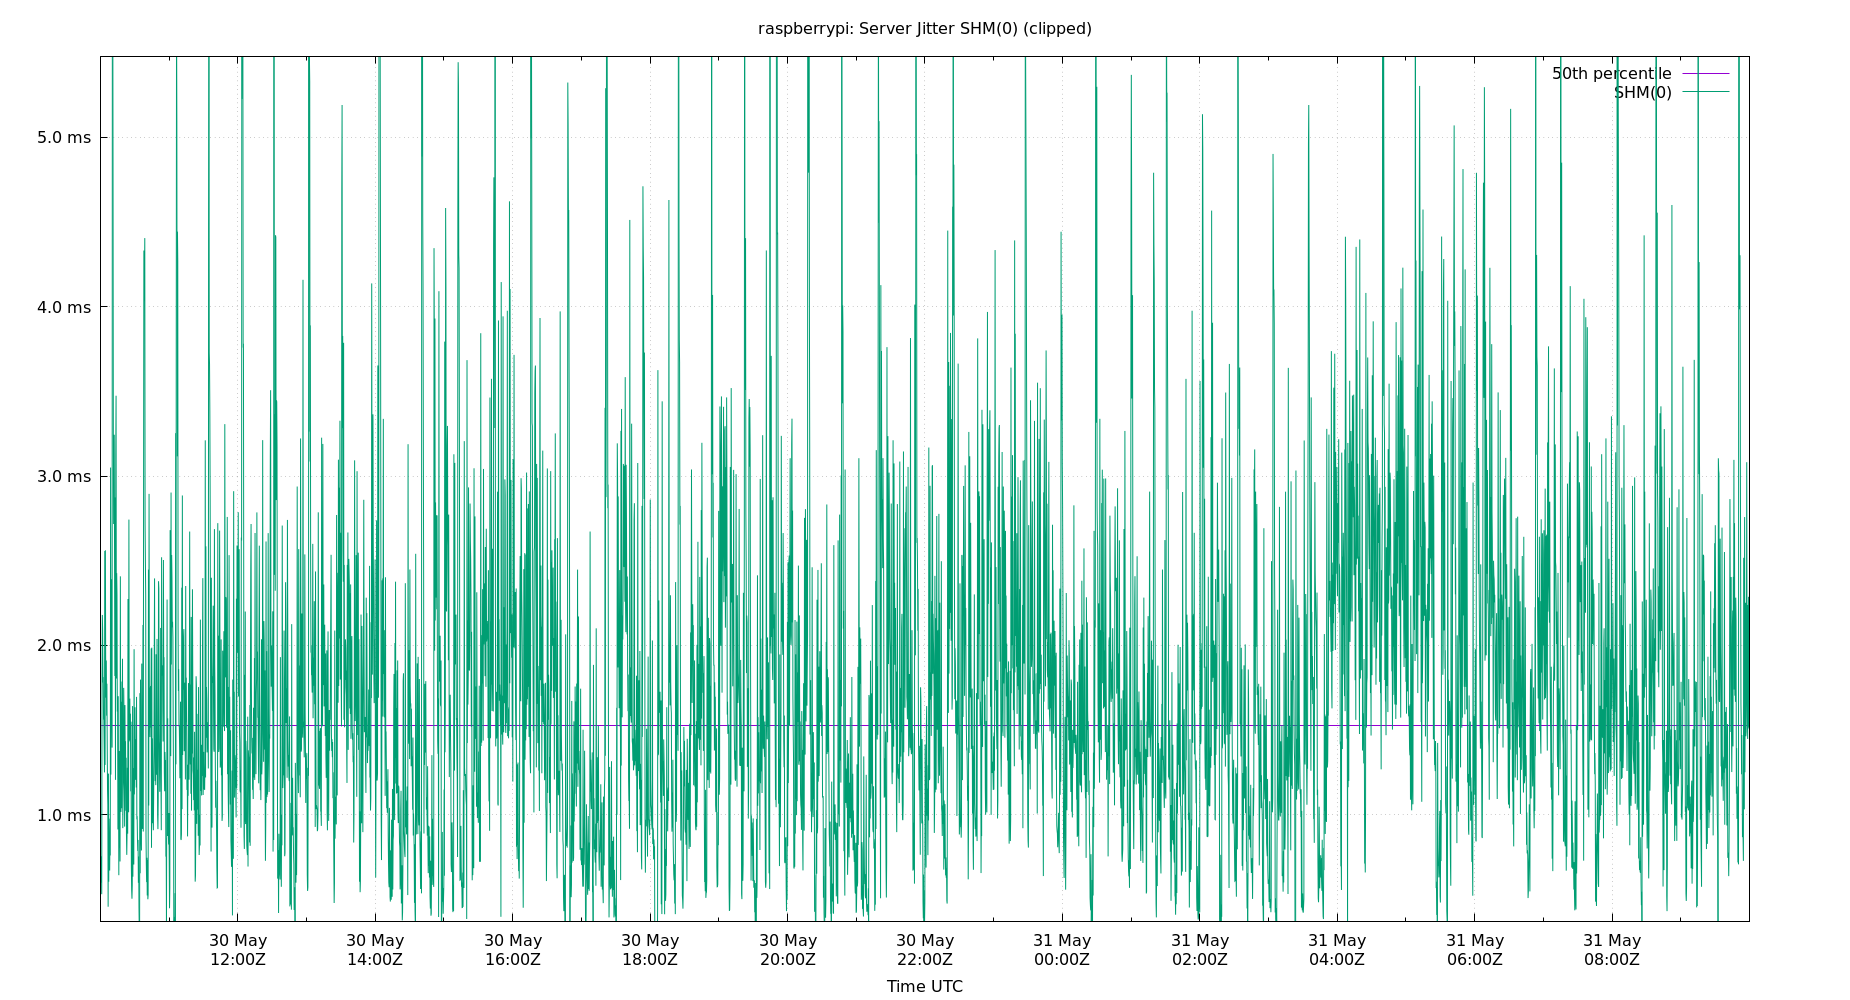 raspberrypi: Server Jitter SHM(0) (clipped)
50th percentile
SHM(0)
5.0 ms
4.0 ms
3.0 ms
2.0 ms
1.0 ms
30 May 30 May 30 May 30 May 30 May 30 May 31 May 31 May 31 May 31 May 31 May
12:00Z 14:00Z 16:00Z 18:00Z 20:00Z 22:00Z 00:00Z 02:00Z 04:00Z 06:00Z 08:00Z
Time UTC